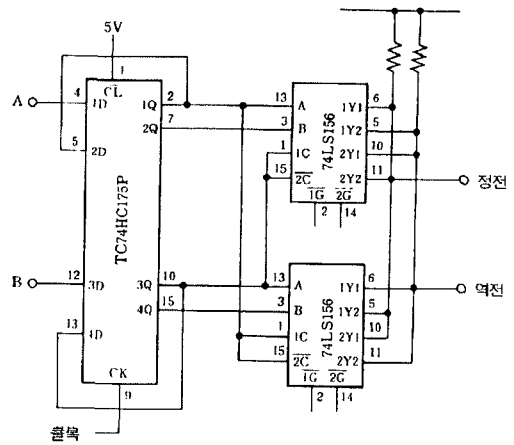 5V
1
C̅L̅
A
4
1D
1Q
2
2Q
7
5
2D
TC74HC175P
B
12
3D
3Q
10
4Q
15
13
4D
CK
9
클록
13
A
3
B
1
1C
15
2C̅
74LS156
1Y1
6
1Y2
5
2Y1
10
2Y2
11
1G̅
2G̅
2
14
정전
13
A
3
B
1
1C
15
2C̅
74LS156
1Y1
6
1Y2
5
2Y1
10
2Y2
11
1G̅
2G̅
2
14
역전